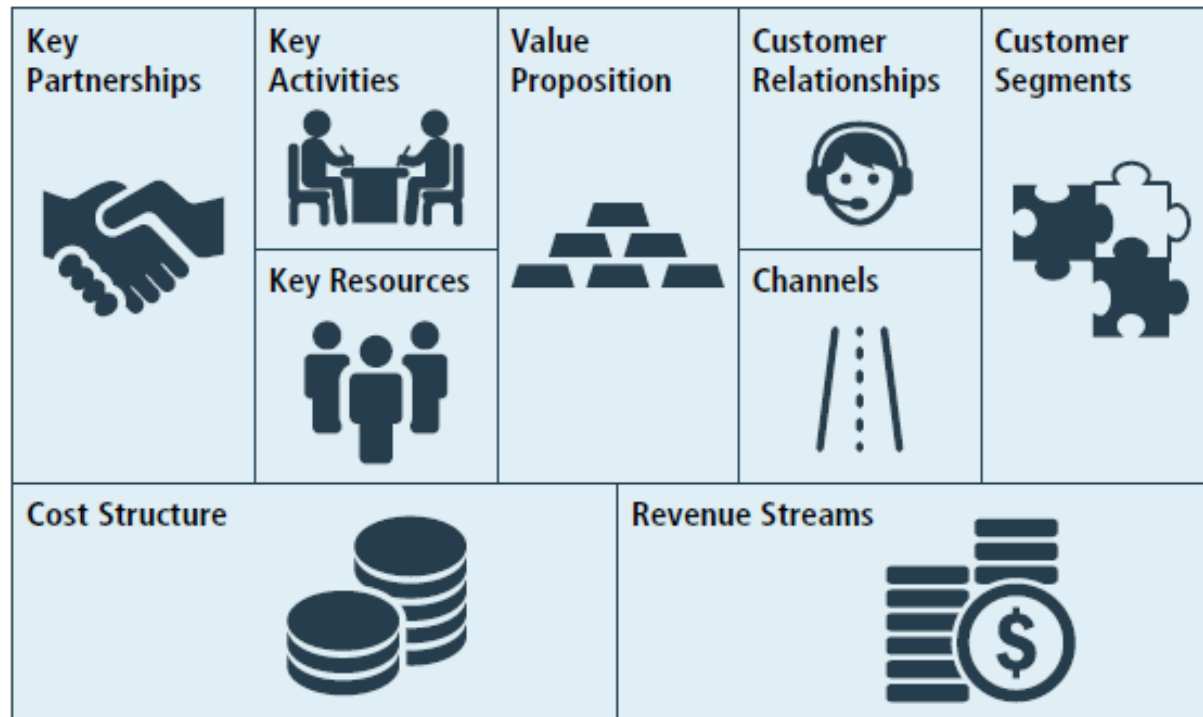 Key
Partnerships
Key
Activities
Key Resources
Value
Proposition
Customer
Relationships
Channels
Customer
Segments
Cost Structure
Revenue Streams
$